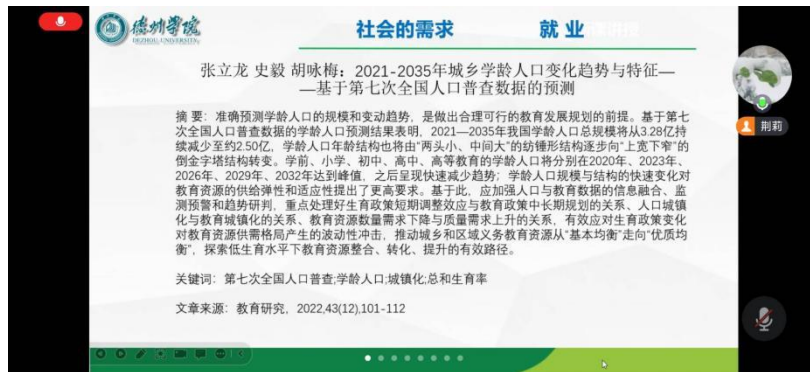 德州学院
DEZHOU UNIVERSITY
社会的需求 就 业
张立龙 史毅 胡咏梅：2021-2035年城乡学龄人口变化趋势与特征—
—基于第七次全国人口普查数据的预测
摘 要：准确预测学龄人口的规模和变动趋势，是做出合理可行的教育发展规划的前提。基于第七
次全国人口普查数据的学龄人口预测结果表明，2021—2035年我国学龄人口总规模将从3.28亿持
续减少至约2.50亿，学龄人口年龄结构也将由“两头小、中间大”的纺锤形结构逐步向“上宽下窄”的
倒金字塔结构转变。学前、小学、初中、高中、高等教育的学龄人口将分别在2020年、2023年、
2026年、2029年、2032年达到峰值，之后呈现快速减少趋势；学龄人口规模与结构的快速变化对
教育资源的供给弹性和适应性提出了更高要求。基于此，应加强人口与教育数据的信息融合、监
测预警和趋势研判，重点处理好生育政策短期调整效应与教育政策中长期规划的关系、人口城镇
化与教育城镇化的关系、教育资源数量需求下降与质量需求上升的关系，有效应对生育政策变化
对教育资源供需格局产生的波动性冲击，推动城乡和区域义务教育资源从“基本均衡”走向“优质均
衡”，探索低生育水平下教育资源整合、转化、提升的有效路径。
关键词：第七次全国人口普查;学龄人口;城镇化;总和生育率
文章来源：教育研究，2022,43(12),101-112
荆莉